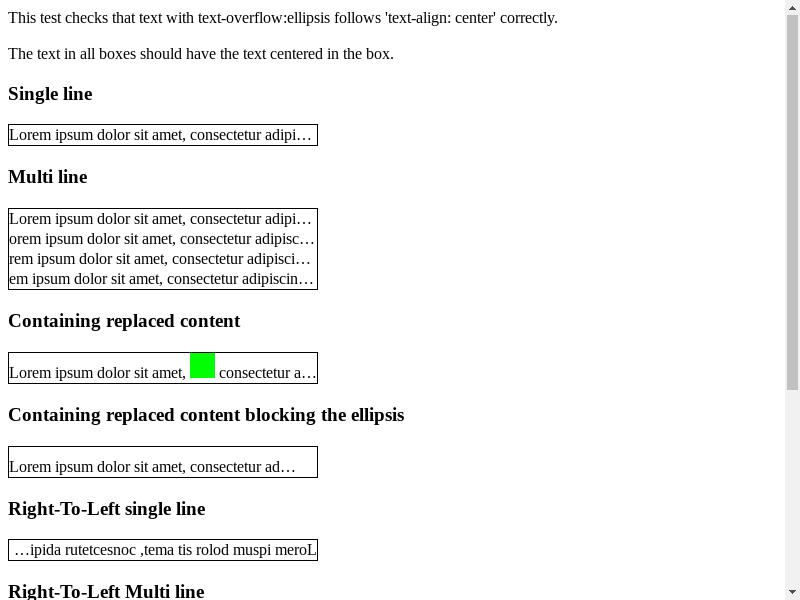 This test checks that text with text-overflow:ellipsis follows 'text-align: center' correctly.
The text in all boxes should have the text centered in the box.
Single line
Lorem ipsum dolor sit amet, consectetur adipi…
Multi line
Lorem ipsum dolor sit amet, consectetur adipi…
orem ipsum dolor sit amet, consectetur adipisc…
rem ipsum dolor sit amet, consectetur adipisci…
em ipsum dolor sit amet, consectetur adipiscin…
Containing replaced content
Lorem ipsum dolor sit amet, consectetur a…
Containing replaced content blocking the ellipsis
Lorem ipsum dolor sit amet, consectetur ad…
Right-To-Left single line
…ipida rutetcesnoc ,tema tis rolod muspi meroL
Right-To-Left Multi line